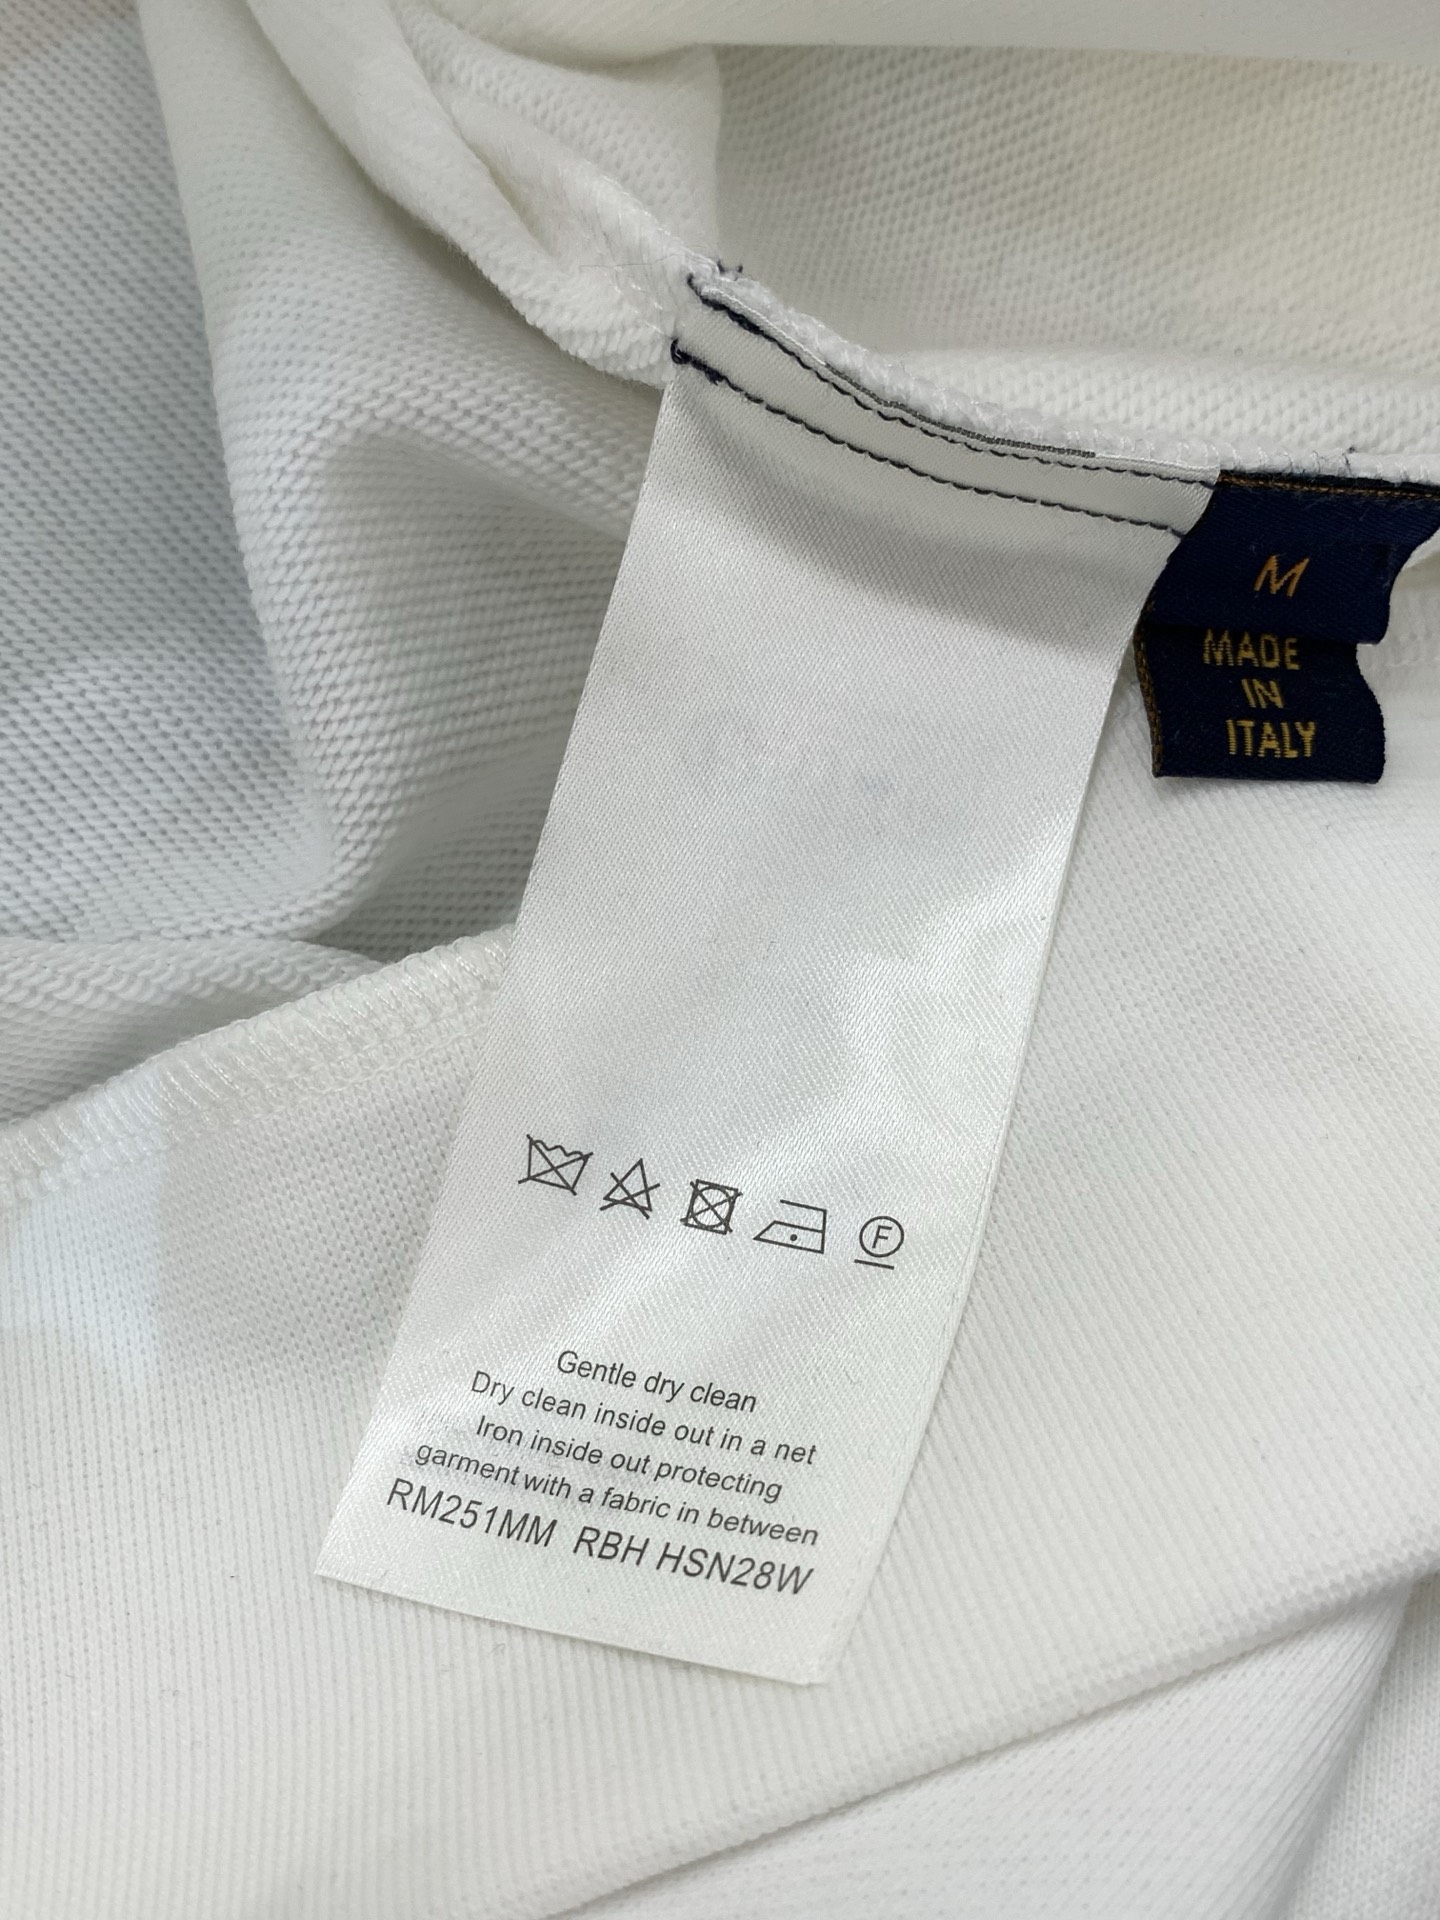 M
MADE
IN
ITALY
F
Gentle dry clean
Dry clean inside out in a net
Iron inside out protecting
garment with a fabric in between
RM251MM RBH HSN28W